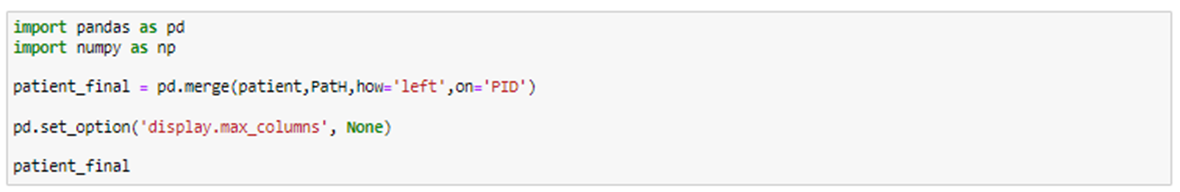 import pandas as pd
import numpy as np
patient_final = pd.merge(patient,PatH,how='left',on='PID')
pd.set_option('display.max_columns', None)
patient_final